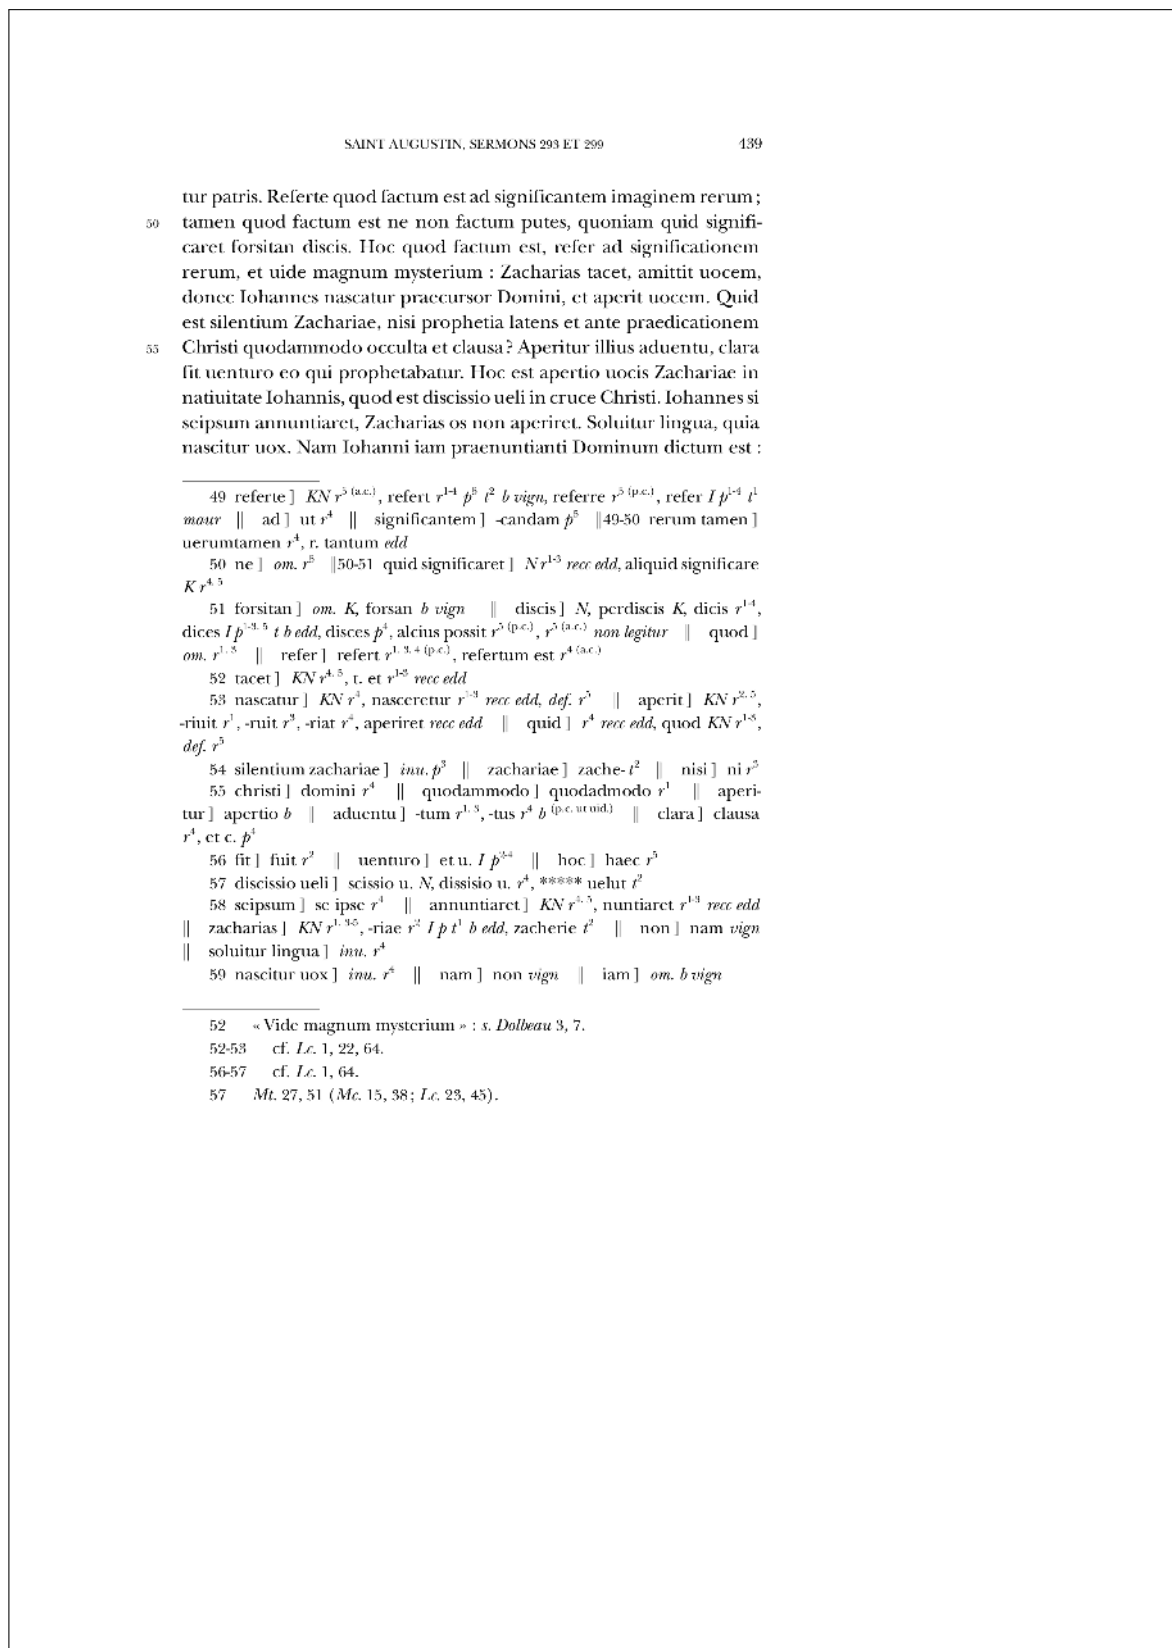 SAINT AUGUSTIN, SERMONS 293 ET 299 439
tur patris. Referte quod factum est ad significantem imaginem rerum ;
50 tamen quod factum est ne non factum putes, quoniam quid signifi-
caret forsitan discis. Hoc quod factum est, refer ad significationem
rerum, et uide magnum mysterium : Zacharias tacet, amittit uocem,
donec Iohannes nascatur praecursor Domini, et aperit uocem. Quid
est silentium Zachariae, nisi prophetia latens et ante praedicationem
55 Christi quodammodo occulta et clausa ? Aperitur illius aduentu, clara
fit uenturo eo qui prophetabatur. Hoc est apertio uocis Zachariae in
natiuitate Iohannis, quod est discissio ueli in cruce Christi. Iohannes si
seipsum annuntiaret, Zacharias os non aperiret. Soluitur lingua, quia
nascitur uox. Nam Iohanni iam praenuntianti Dominum dictum est :
49 referte ] KN r5 (a.c.), refert r1-4 p5 t2 b vign, referre r5 (p.c.), refer I p1-4 t1
maur || ad ] ut r4 || significantem ] -candam p5 ||49-50 rerum tamen ]
uerumtamen r4, r. tantum edd
50 ne ] om. r5 ||50-51 quid significaret ] N r1-3 recc edd, aliquid significare
K r4, 5
51 forsitan ] om. K, forsan b vign || discis ] N, perdiscis K, dicis r1-4,
dices I p1-3, 5 t b edd, disces p4, alcius possit r5 (p.c.), r5 (a.c.) non legitur || quod ]
om. r1, 3 || refer ] refert r1, 3, 4 (p.c.), refertum est r4 (a.c.)
52 tacet ] KN r4, 5, t. et r1-3 recc edd
53 nascatur ] KN r4, nasceretur r1-3 recc edd, def. r5 || aperit ] KN r2, 5,
-riuit r1, -ruit r3, -riat r4, aperiret recc edd || quid ] r4 recc edd, quod KN r1-3,
def. r5
54 silentium zachariae ] inu. p3 || zachariae ] zache- t2 || nisi ] ni r5
55 christi ] domini r4 || quodammodo ] quodadmodo r1 || aperi-
tur ] apertio b || aduentu ] -tum r1, 3, -tus r4 b (p.c. ut uid.) || clara ] clausa
r4, et c. p4
56 fit ] fuit r2 || uenturo ] et u. I p2-4 || hoc ] haec r5
57 discissio ueli ] scissio u. N, dissisio u. r4, ***** uelut t2
58 seipsum ] se ipse r4 || annuntiaret ] KN r4, 5, nuntiaret r1-3 recc edd
|| zacharias ] KN r1, 3-5, -riae r2 I p t1 b edd, zacherie t2 || non ] nam vign
|| soluitur lingua ] inu. r4
59 nascitur uox ] inu. r4 || nam ] non vign || iam ] om. b vign
52 « Vide magnum mysterium » : s. Dolbeau 3, 7.
52-53 cf. Lc. 1, 22, 64.
56-57 cf. Lc. 1, 64.
57 Mt. 27, 51 (Mc. 15, 38 ; Lc. 23, 45).